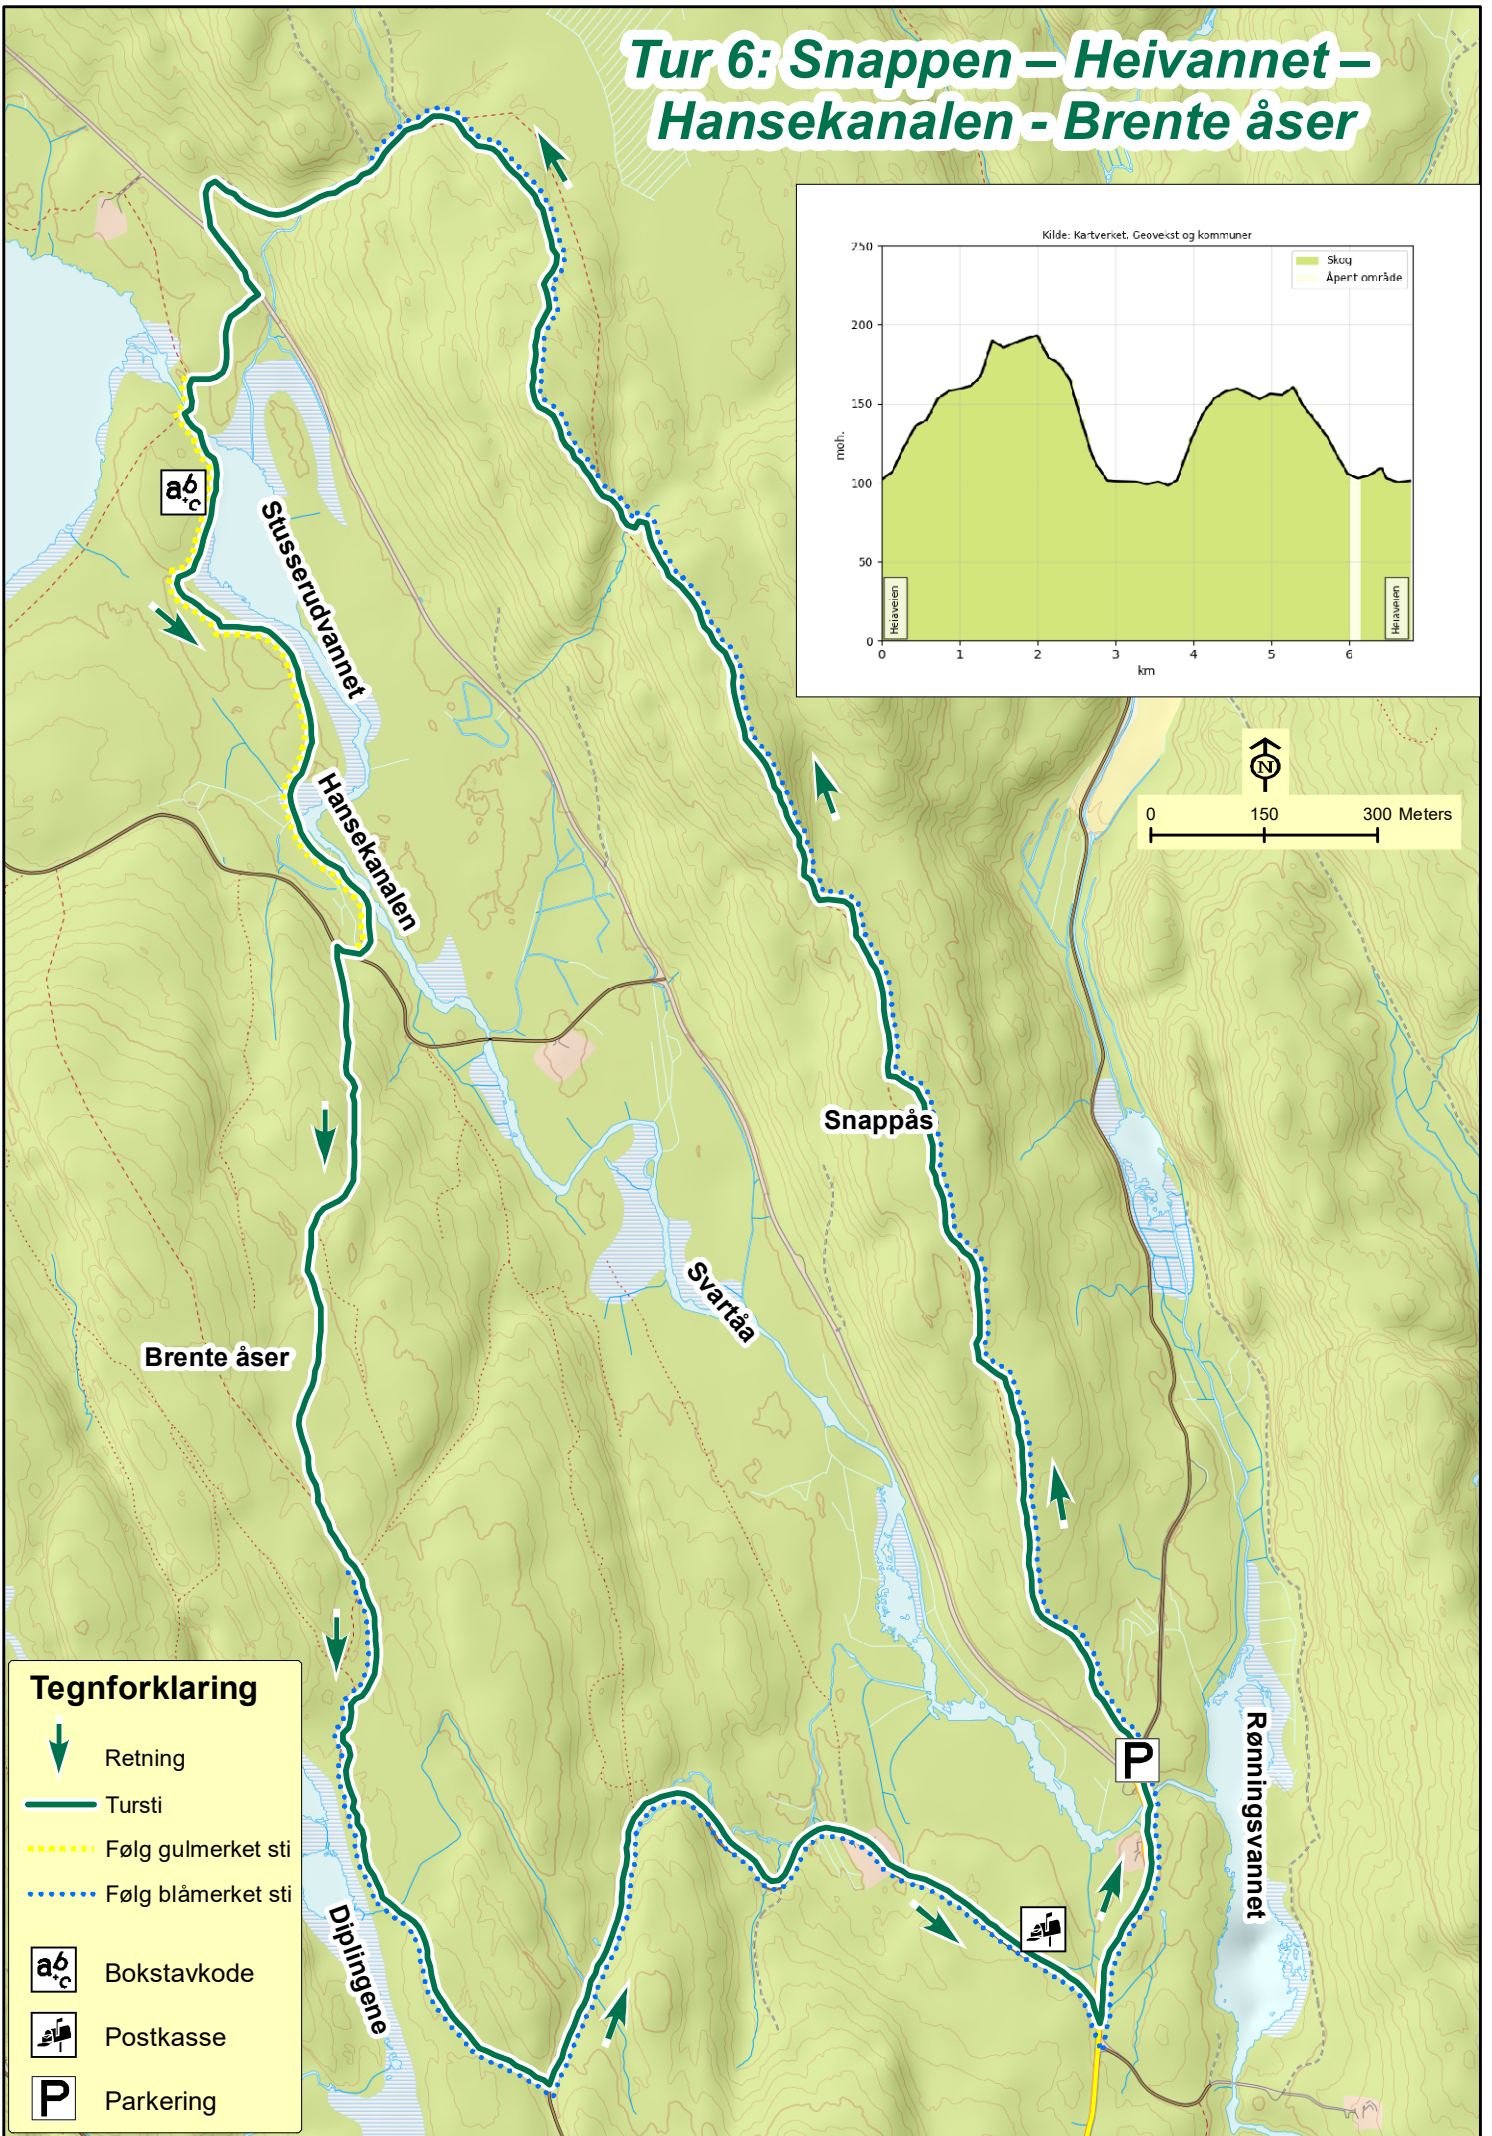 Tur 6: Snappen – Heivannet –
Hansekanalen - Brente åser
Kilde: Kartverket, Geovekst og kommuner
Skog
Åpent område
250
200
150
100
50
0
moh.
Heiaveien
Heiaveien
0 1 2 3 4 5 6
km
N
0 150 300 Meters
a b + c
Stusserudvannet
Hansekanalen
Snappås
Svartåa
Brente åser
P
Rønningsvannet
Diplingene
Tegnforklaring
Retning
Tursti
Følg gulmerket sti
Følg blåmerket sti
a b + c Bokstavkode
Postkasse
P Parkering